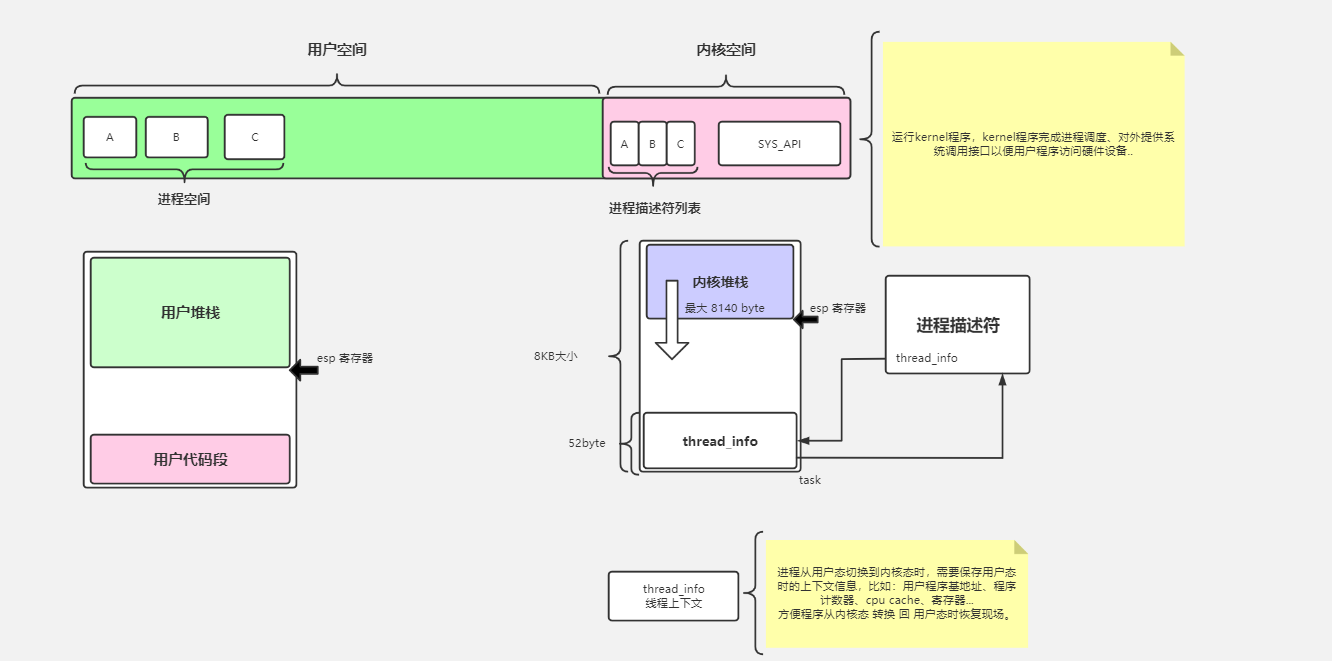 用户空间
内核空间
A
B
C
A
B
C
SYS_API
进程空间
进程描述符列表
运行kernel程序，kernel程序完成进程调度、对外提供系
统调用接口以便用户程序访问硬件设备..
用户堆栈
esp 寄存器
用户代码段
内核堆栈
最大 8140 byte
esp 寄存器
8KB大小
52byte
thread_info
task
进程描述符
thread_info
thread_info
线程上下文
进程从用户态切换到内核态时，需要保存用户态
时的上下文信息，比如：用户程序基地址、程序
计数器、cpu cache、寄存器...
方便程序从内核态 转换 回 用户态时恢复现场。